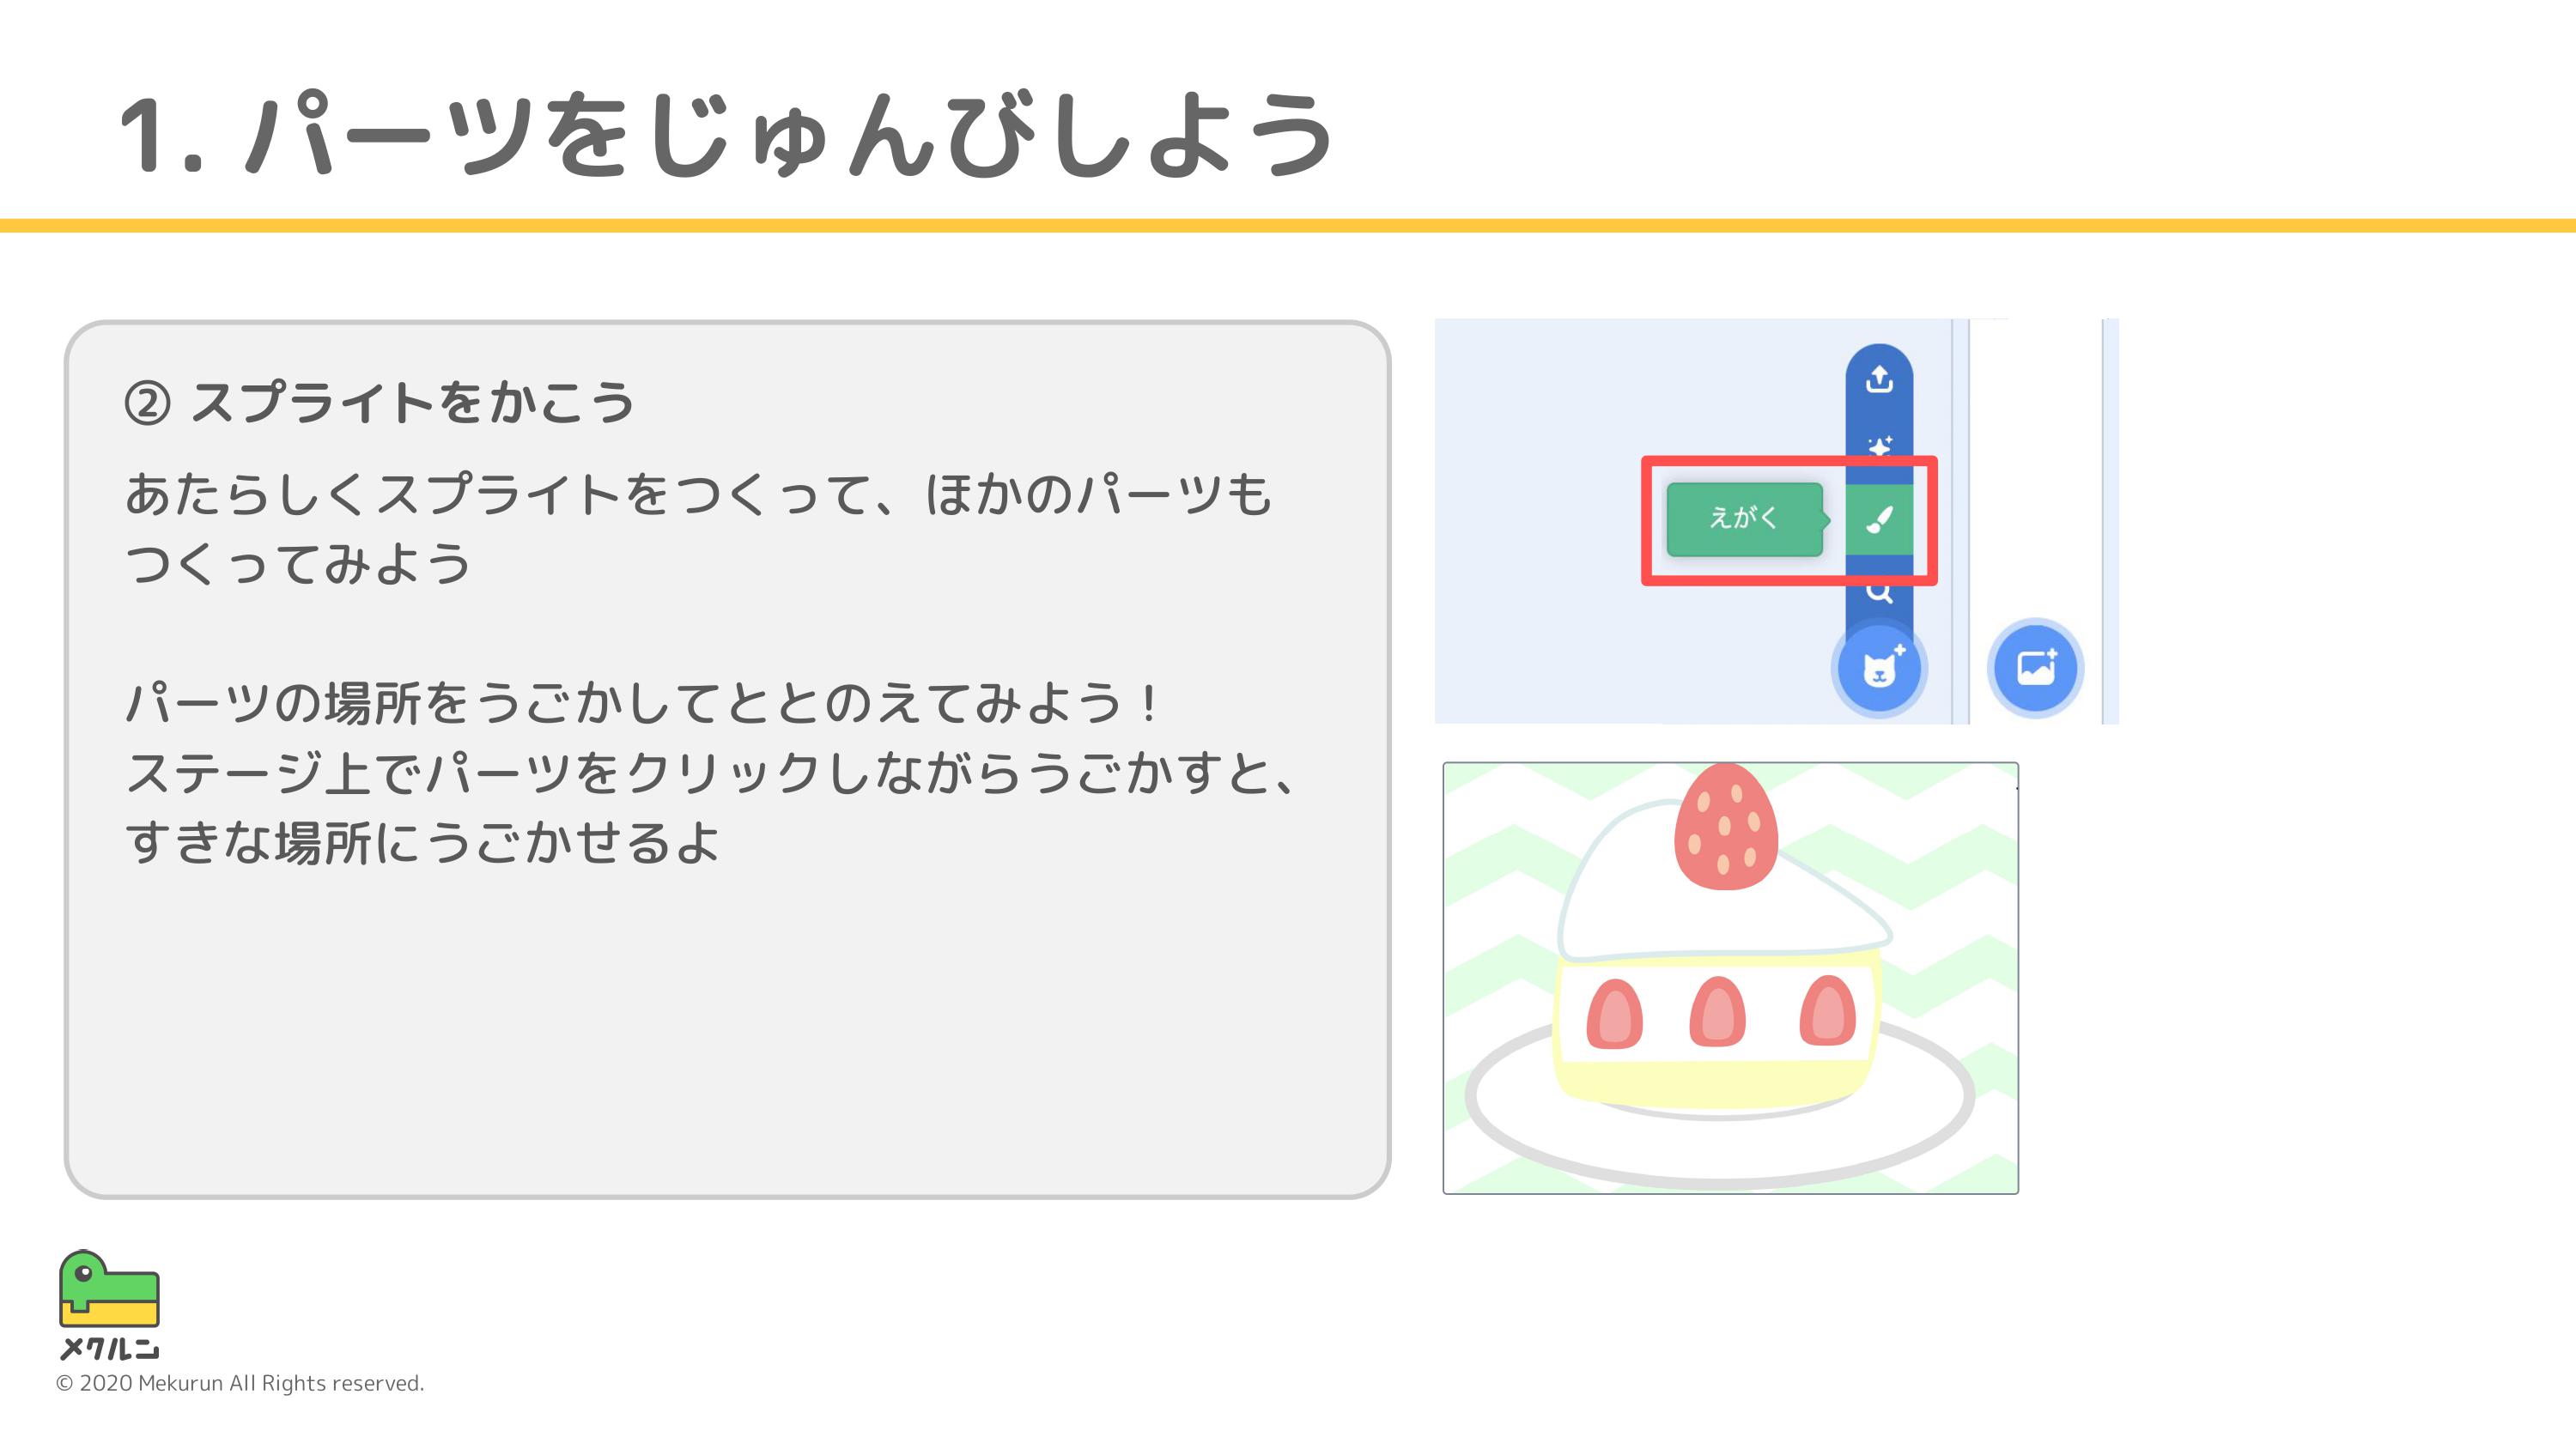 1. パーツをじゅんびしよう
② スプライトをかこう
あたらしくスプライトをつくって、ほかのパーツも
つくってみよう
パーツの場所をうごかしてととのえてみよう！
ステージ上でパーツをクリックしながらうごかすと、
すきな場所にうごかせるよ
えがく
メクルン
© 2020 Mekurun All Rights reserved.